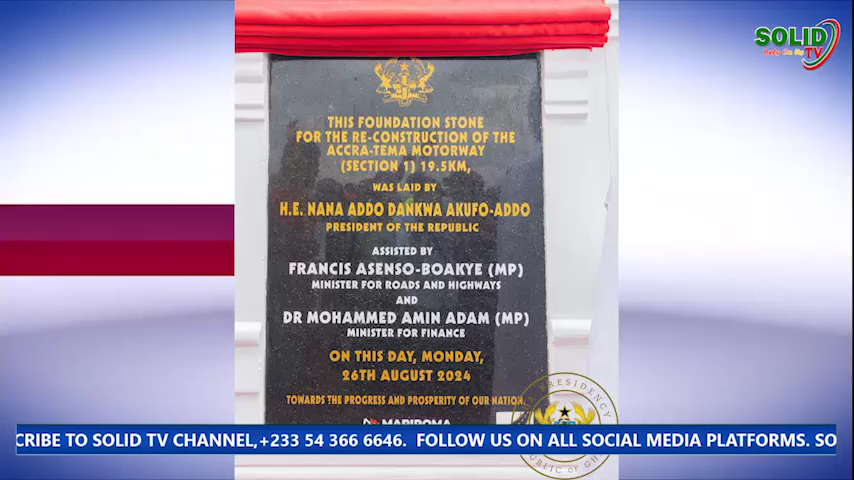 SOLID
TV
THIS FOUNDATION STONE
FOR THE RE-CONSTRUCTION OF THE
ACCRA-TEMA MOTORWAY
(SECTION 1) 19.5KM,
WAS LAID BY
H.E. NANA ADDO DANKWA AKUFO-ADDO
PRESIDENT OF THE REPUBLIC
ASSISTED BY
FRANCIS ASENSO-BOAKYE (MP)
MINISTER FOR ROADS AND HIGHWAYS
AND
DR MOHAMMED AMIN ADAM (MP)
MINISTER FOR FINANCE
ON THIS DAY, MONDAY,
26TH AUGUST 2024
TOWARDS THE PROGRESS AND PROSPERITY OF OUR NATION.
PRESIDENCY
CRIBE TO SOLID TV CHANNEL,+233 54 366 6646.  FOLLOW US ON ALL SOCIAL MEDIA PLATFORMS. SO